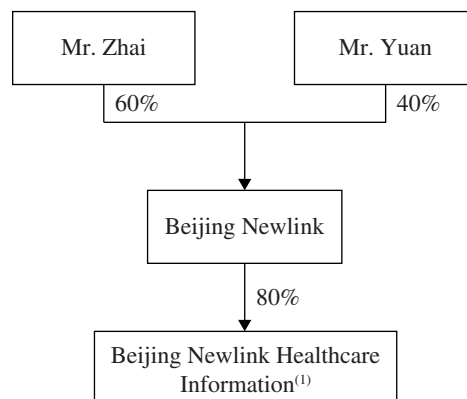 Mr. Zhai
Mr. Yuan
60%
40%
Beijing Newlink
80%
Beijing Newlink Healthcare
Information(1)